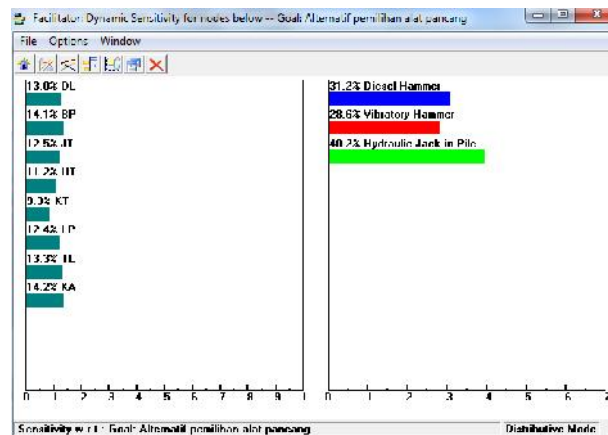 Facilitator: Dynamic Sensitivity for nodes below -- Goal: Alternatif pemilihan alat pancang
File Options Window
13.0% DL 31.2% Diesel Hammer
14.1% BP 28.6% Vibratory Hammer
12.5% JT 40.2% Hydraulic Jack in Pile
11.2%
9.3% KT
12.4% LP
13.3% TL
14.2% KA
0 .1 .2 .3 .4 .5 .6 .7 .8 .9 1 0 .1 .2 .3 .4 .5 .6 .7
Sensitivity w.r.t.: Goal: Alternatif pemilihan alat pancang Distributive Mode